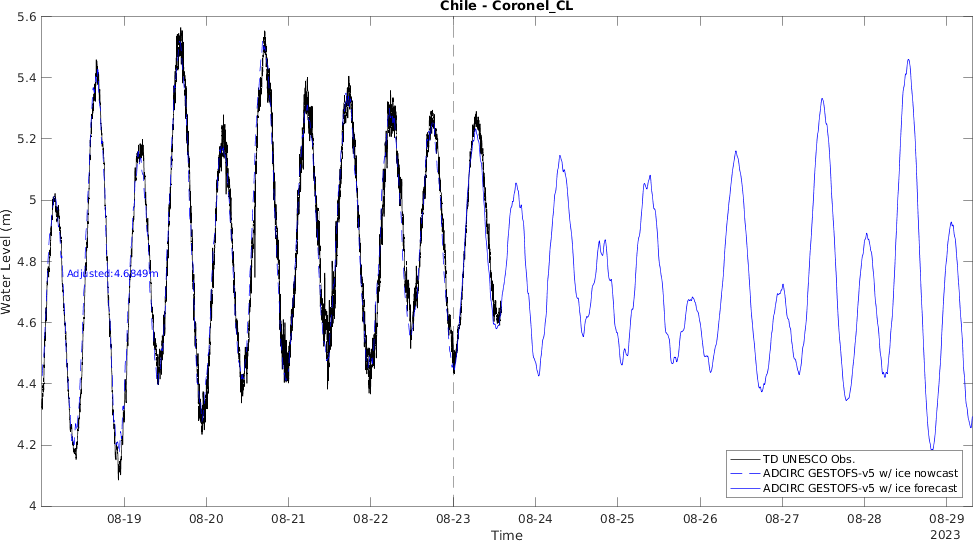 Chile - Coronel_CL
5.6
5.4
5.2
5
4.8
4.6
4.4
4.2
4
Water Level (m)
Adjusted:4.6849m
TD UNESCO Obs.
ADCIRC GESTOFS-v5 w/ ice nowcast
ADCIRC GESTOFS-v5 w/ ice forecast
08-19 08-20 08-21 08-22 08-23 08-24 08-25 08-26 08-27 08-28 08-29
2023
Time